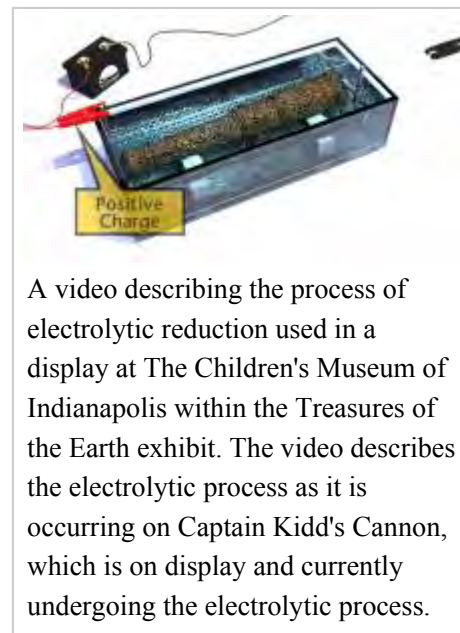 Positive
Charge
A video describing the process of
electrolytic reduction used in a
display at The Children's Museum of
Indianapolis within the Treasures of
the Earth exhibit. The video describes
the electrolytic process as it is
occurring on Captain Kidd's Cannon,
which is on display and currently
undergoing the electrolytic process.